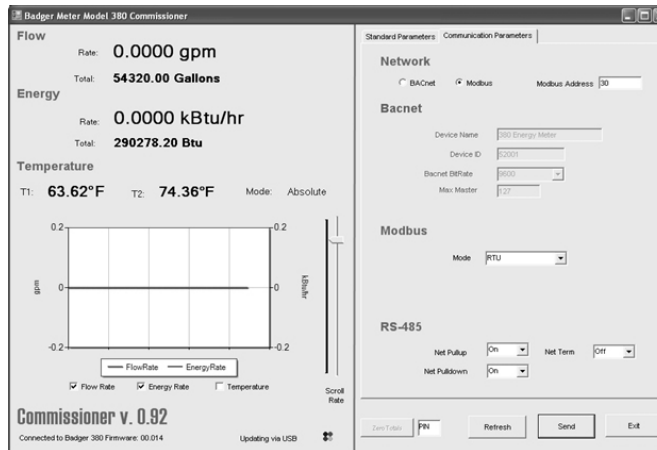 Badger Meter Model 380 Commissioner
Flow
Rate: 0.0000 gpm
Total: 54320.00 Gallons
Energy
Rate: 0.0000 kBtu/hr
Total: 290278.20 Btu
Temperature
T1: 63.62°F T2: 74.36°F Mode: Absolute
0.2 0.2
gpm 0 0 kBtu/hr
-0.2 -0.2
FlowRate EnergyRate
Flow Rate Energy Rate Temperature
Scroll Rate
Commissioner v. 0.92
Connected to Badger 380 Firmware: 00.014 Updating via USB
Standard Parameters Communication Parameters
Network
BACnet Modbus Modbus Address 30
Bacnet
Device Name 380 Energy Meter
Device ID 52001
Bacnet BitRate 9600
Max Master 127
Modbus
Mode RTU
RS-485
Net Pullup On Net Term Off
Net Pulldown On
Zero Totals PIN Refresh Send Exit